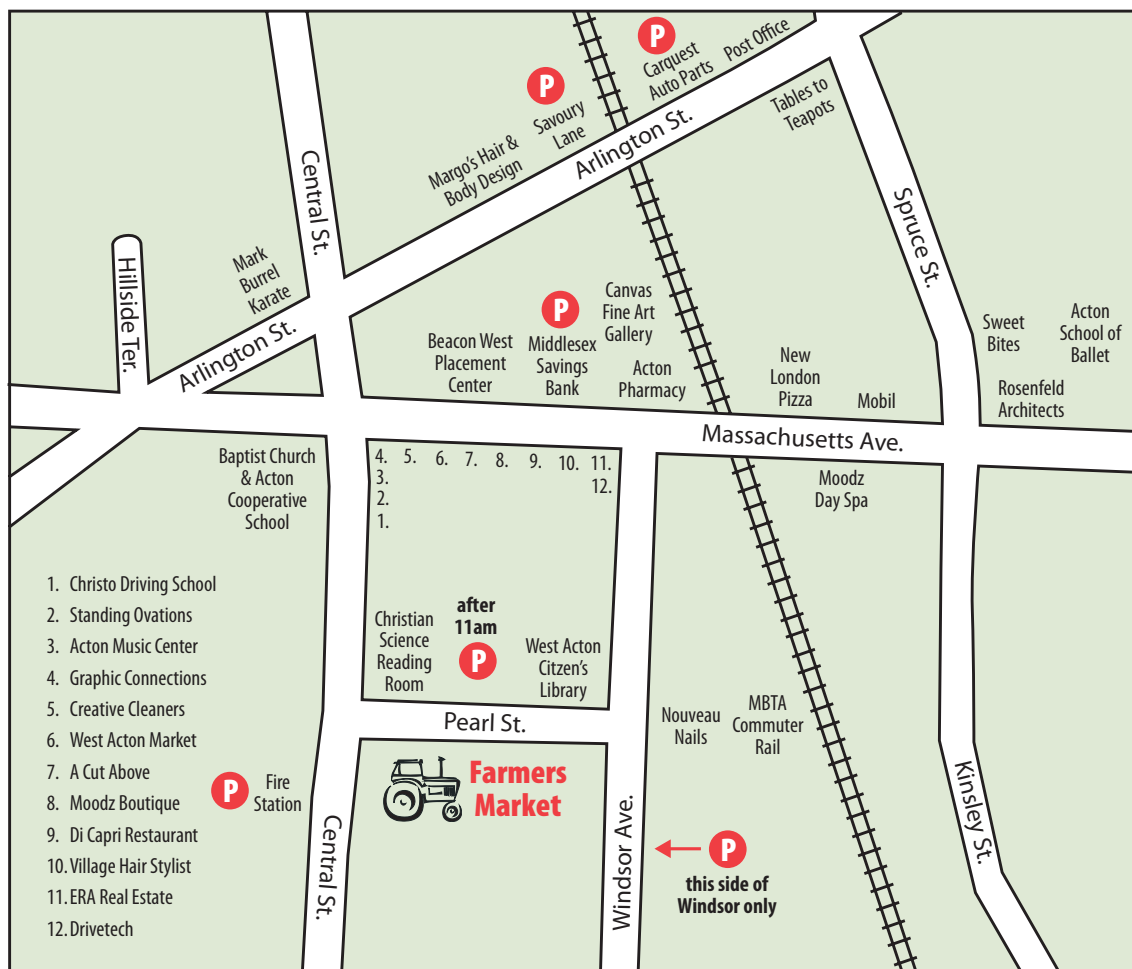 P
Carquest
Auto Parts
Post Office
P
Savoury
Lane
Margo's Hair &
Body Design
Arlington St.
Tables to
Teapots
Central St.
Spruce St.
Mark
Burrel
Karate
Hillside Ter.
Arlington St.
Beacon West
Placement
Center
P
Middlesex
Savings
Bank
Canvas
Fine Art
Gallery
Acton
Pharmacy
New
London
Pizza
Mobil
Sweet
Bites
Acton
School of
Ballet
Rosenfeld
Architects
Massachusetts Ave.
Baptist Church
& Acton
Cooperative
School
4. 5. 6. 7. 8. 9. 10. 11.
3.
12.
2.
1.
Moodz
Day Spa
1. Christo Driving School
2. Standing Ovations
3. Acton Music Center
4. Graphic Connections
5. Creative Cleaners
6. West Acton Market
7. A Cut Above
8. Moodz Boutique
9. Di Capri Restaurant
10. Village Hair Stylist
11. ERA Real Estate
12. Drivetech
Christian
Science
Reading
Room
after
11am
P
West Acton
Citzen's
Library
Pearl St.
Nouveau
Nails
MBTA
Commuter
Rail
P
Fire
Station
Farmers
Market
Central St.
Windsor Ave.
P
this side of
Windsor only
Kinsley St.